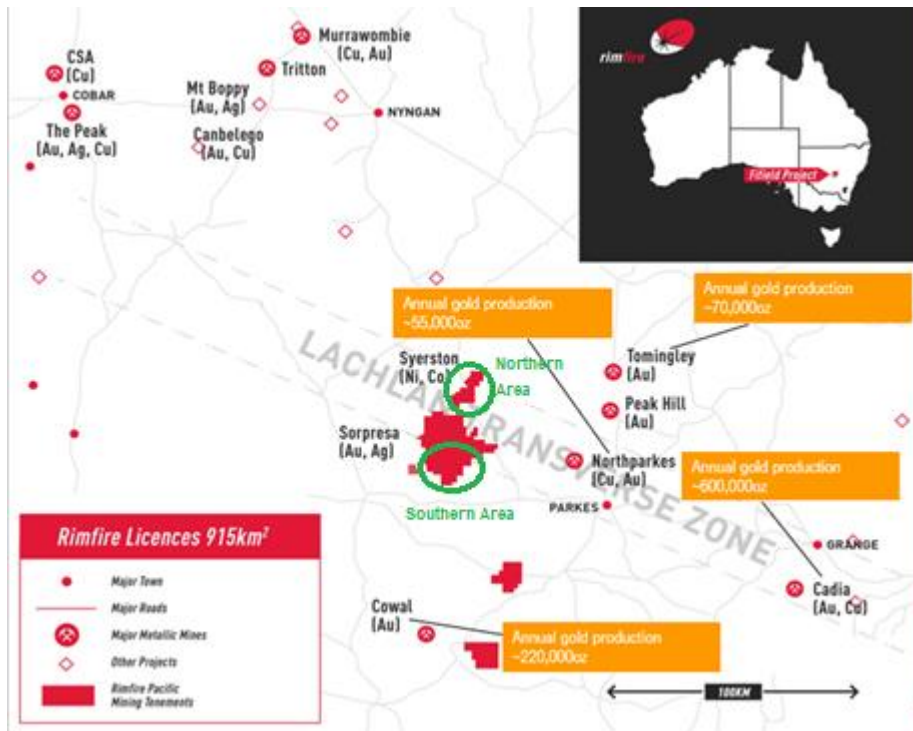 CSA
(Cu)
COBAR
The Peak
(Au, Ag, Cu)
Murrawombie
(Cu, Au)
Tritton
Mt Boppy
(Au, Ag)
NYNGAN
Canbelego
(Au, Cu)
rimfire
Fifield Project
Annual gold production
~55,000oz
Annual gold production
~70,000oz
LACHLAN TRANSVERSE ZONE
Syerston
(Ni, Co)
Northern
Area
Tomingley
(Au)
Peak Hill
(Au)
Sorpresa
(Au, Ag)
Northparkes
(Cu, Au)
Annual gold production
~600,000oz
Southern Area
PARKES
GRANGE
Cadia
(Au, Cu)
Cowal
(Au)
Annual gold production
~220,000oz
100KM
Rimfire Licences 915km²
Major Town
Major Roads
Major Metallic Mines
Other Projects
Rimfire Pacific
Mining Tenements